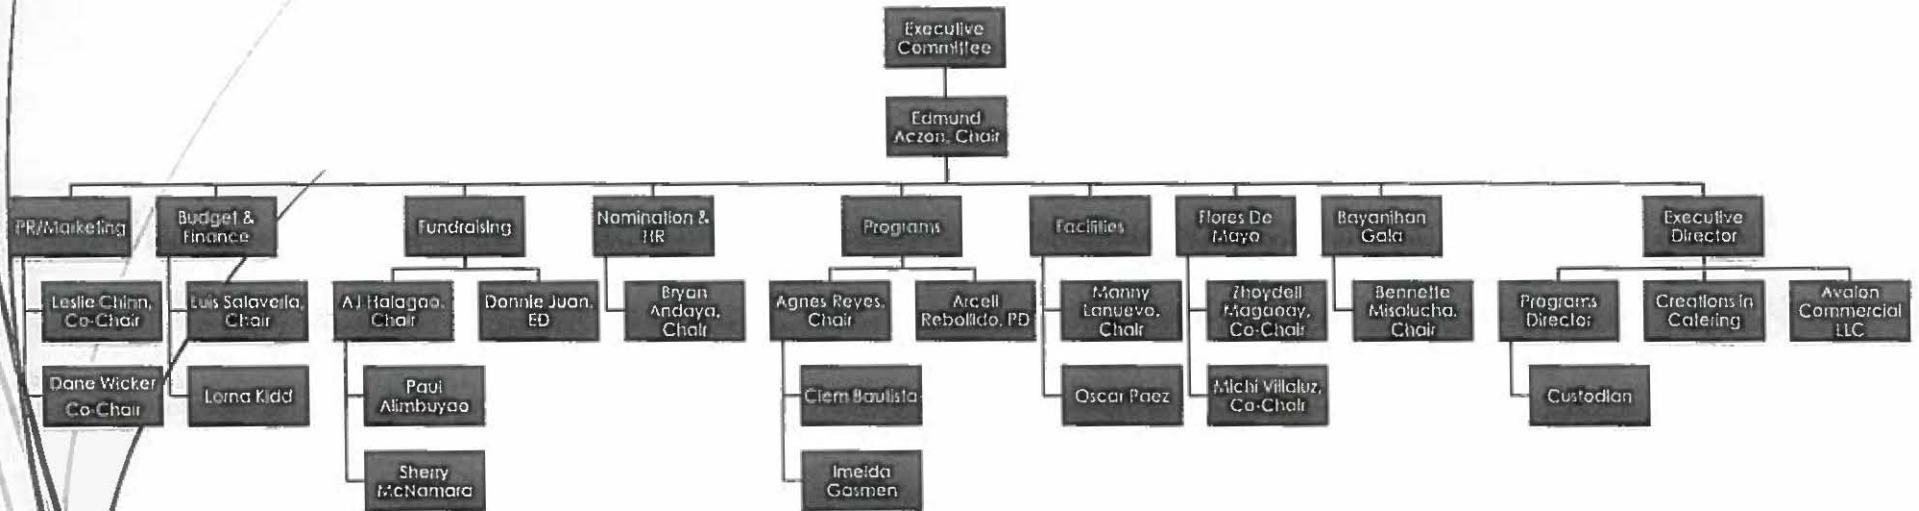 Executive
Committee
Edmund
Aczon, Chair
PR/Marketing
Budget &
Finance
Fundraising
Nomination &
HR
Programs
Facilities
Flores De
Mayo
Bayanihan
Gala
Executive
Director
Leslie Chinn,
Co-Chair
Luis Salaveria,
Chair
AJ Halagao,
Chair
Donnie Juan,
ED
Bryan
Andaya,
Chair
Agnes Reyes,
Chair
Arcell
Rebollido, PD
Manny
Lanuevo,
Chair
Zhoydell
Magaoay,
Co-Chair
Bennette
Misalucha,
Chair
Programs
Director
Creations in
Catering
Avalon
Commercial
LLC
Dane Wicker
Co-Chair
Lorna Kidd
Paul
Alimbuyao
Clem Bautista
Oscar Paez
Michi Villaluz,
Co-Chair
Custodian
Sherry
McNamara
Imelda
Gasmen